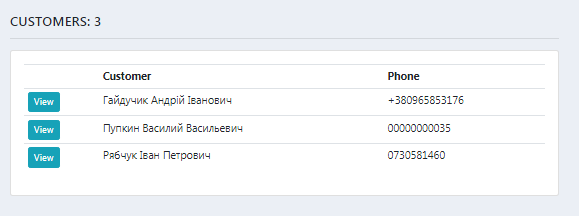 CUSTOMERS: 3
Customer Phone
View Гайдучик Андрій Іванович +380965853176
View Пупкин Василий Васильевич 00000000035
View Рябчук Іван Петрович 0730581460